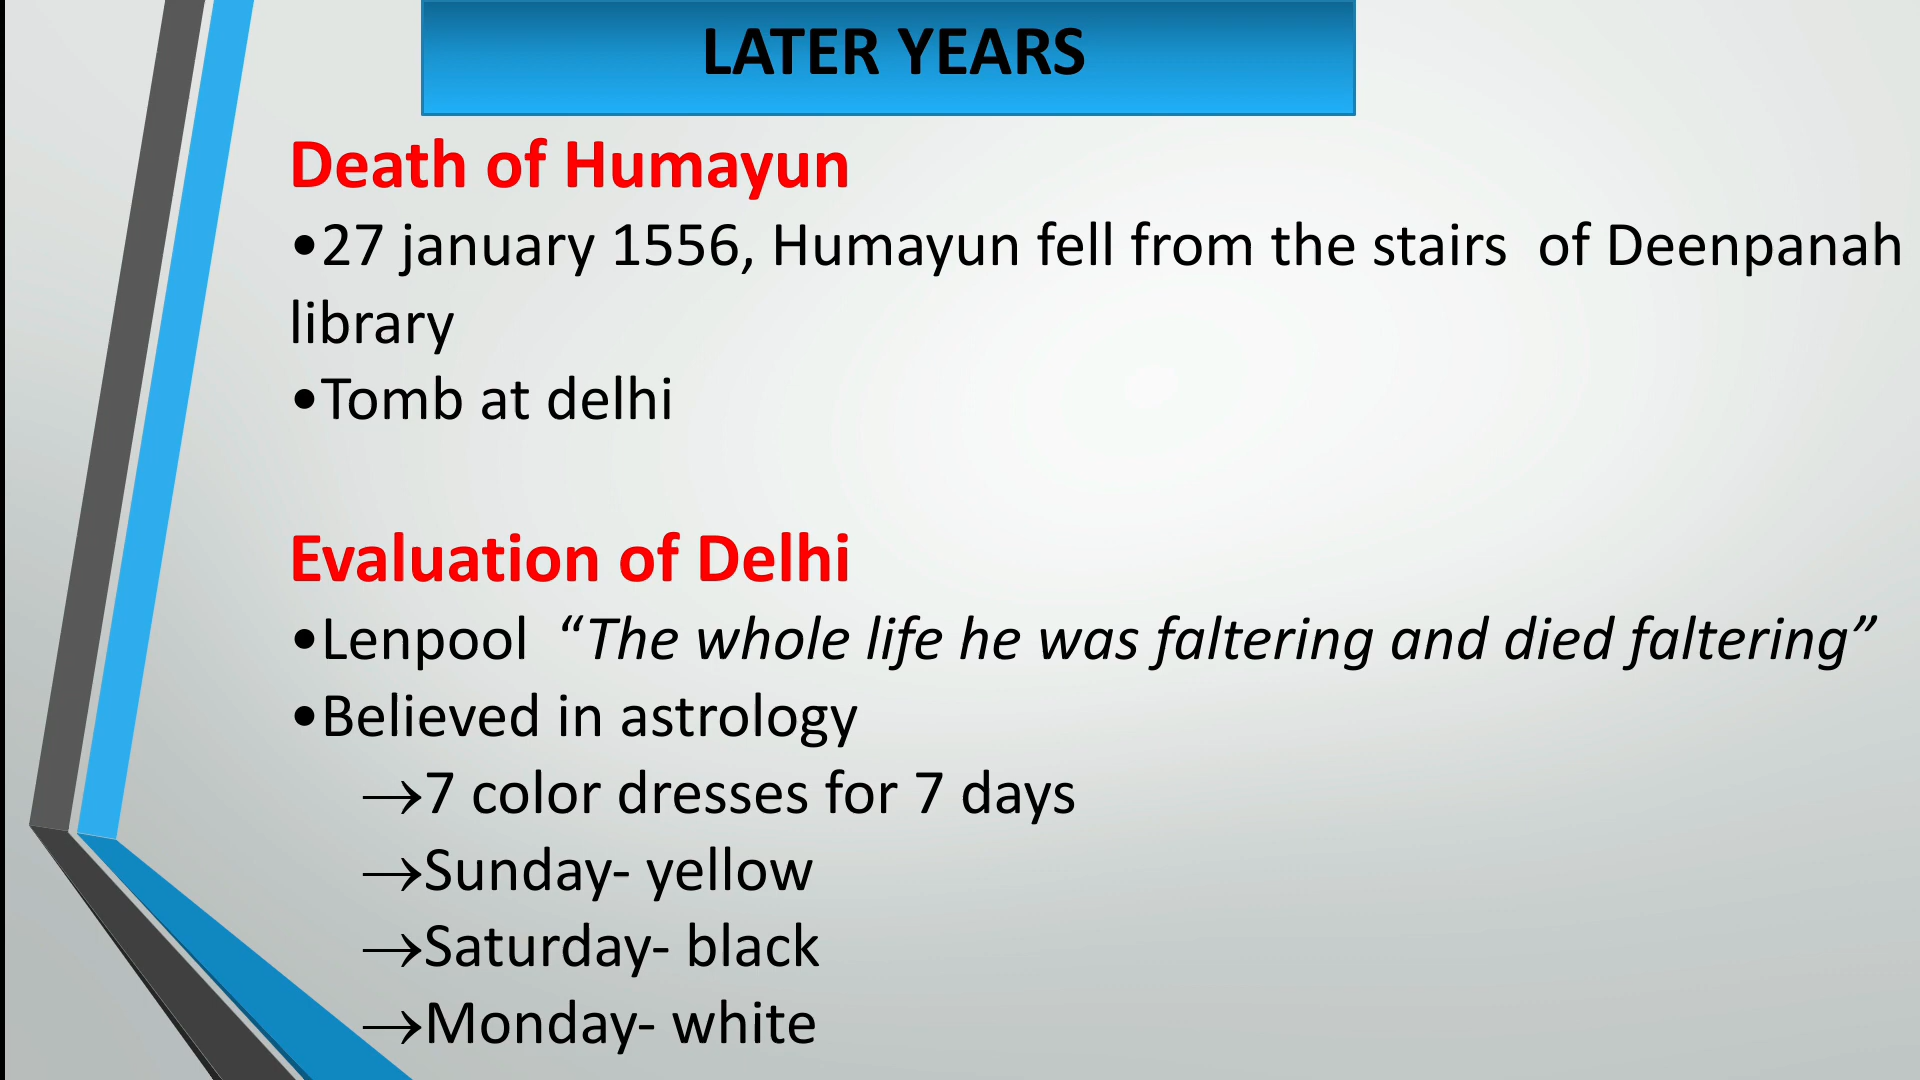 LATER YEARS
Death of Humayun
•27 january 1556, Humayun fell from the stairs  of Deenpanah
library
•Tomb at delhi
Evaluation of Delhi
•Lenpool  “The whole life he was faltering and died faltering”
•Believed in astrology
→7 color dresses for 7 days
→Sunday- yellow
→Saturday- black
→Monday- white